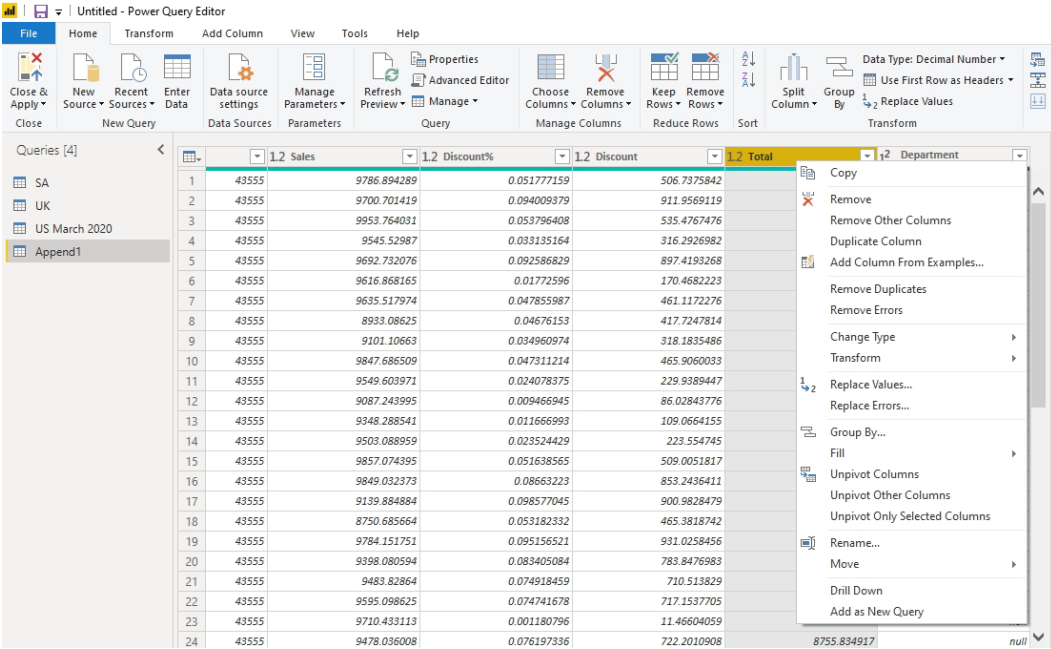 Untitled - Power Query Editor
File Home Transform Add Column View Tools Help
Close & Apply New Source Recent Sources Enter Data Data source settings Manage Parameters Refresh Preview Properties Advanced Editor Manage Choose Columns Remove Columns Keep Rows Remove Rows Split Column Group By Data Type: Decimal Number Use First Row as Headers Replace Values
Close New Query Data Sources Parameters Query Manage Columns Reduce Rows Sort Transform
Queries [4]
SA
UK
US March 2020
Append1
1.2 Sales 1.2 Discount% 1.2 Discount 1.2 Total 1²₃ Department
1 43555 9786.894289 0.051777159 506.7375842
2 43555 9700.701419 0.094009379 911.9569119
3 43555 9953.764031 0.053796408 535.4767476
4 43555 9545.52987 0.033135164 316.2926982
5 43555 9692.732076 0.092586829 897.4193268
6 43555 9616.868165 0.01772596 170.4682223
7 43555 9635.517974 0.047855987 461.1172276
8 43555 8933.08625 0.04676153 417.7247814
9 43555 9101.10663 0.034960974 318.1835486
10 43555 9847.686509 0.047311214 465.9060033
11 43555 9549.603971 0.024078375 229.9389447
12 43555 9087.243995 0.009466945 86.02843776
13 43555 9348.288541 0.011666993 109.0664155
14 43555 9503.088959 0.023524429 223.554745
15 43555 9857.074395 0.051638565 509.0051817
16 43555 9849.032373 0.08663223 853.2436411
17 43555 9139.884884 0.098577045 900.9828479
18 43555 8750.685664 0.053182332 465.3818742
19 43555 9784.151751 0.095156521 931.0258456
20 43555 9398.080594 0.083405084 783.8476983
21 43555 9483.82864 0.074918459 710.513829
22 43555 9595.098625 0.074741678 717.1537705
23 43555 9710.433113 0.001180796 11.46604059
24 43555 9478.036008 0.076197336 722.2010908 8755.834917 null
Copy
Remove
Remove Other Columns
Duplicate Column
Add Column From Examples...
Remove Duplicates
Remove Errors
Change Type
Transform
Replace Values...
Replace Errors...
Group By...
Fill
Unpivot Columns
Unpivot Other Columns
Unpivot Only Selected Columns
Rename...
Move
Drill Down
Add as New Query